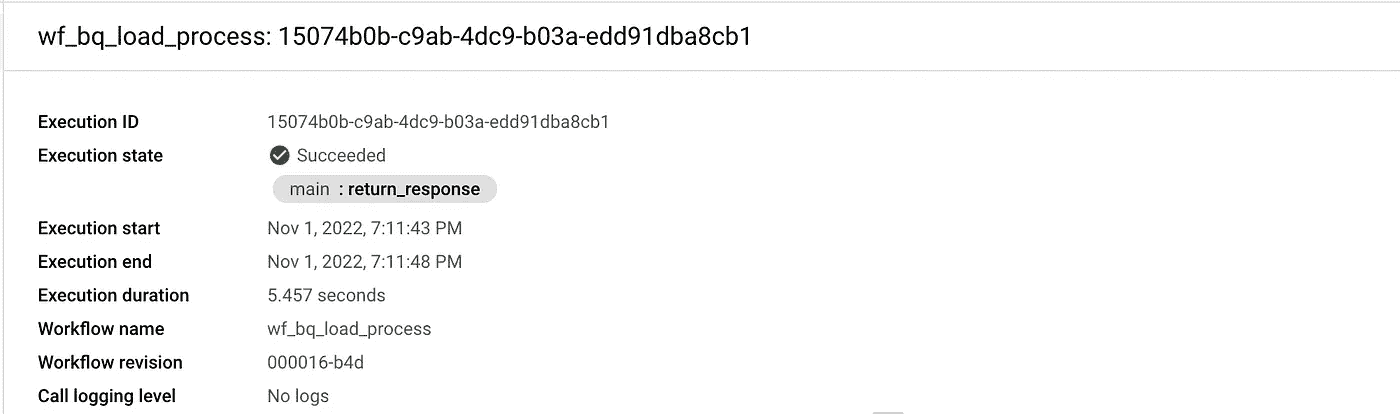 wf_bq_load_process: 15074b0b-c9ab-4dc9-b03a-edd91dba8cb1
Execution ID 15074b0b-c9ab-4dc9-b03a-edd91dba8cb1
Execution state Succeeded
main : return_response
Execution start Nov 1, 2022, 7:11:43 PM
Execution end Nov 1, 2022, 7:11:48 PM
Execution duration 5.457 seconds
Workflow name wf_bq_load_process
Workflow revision 000016-b4d
Call logging level No logs